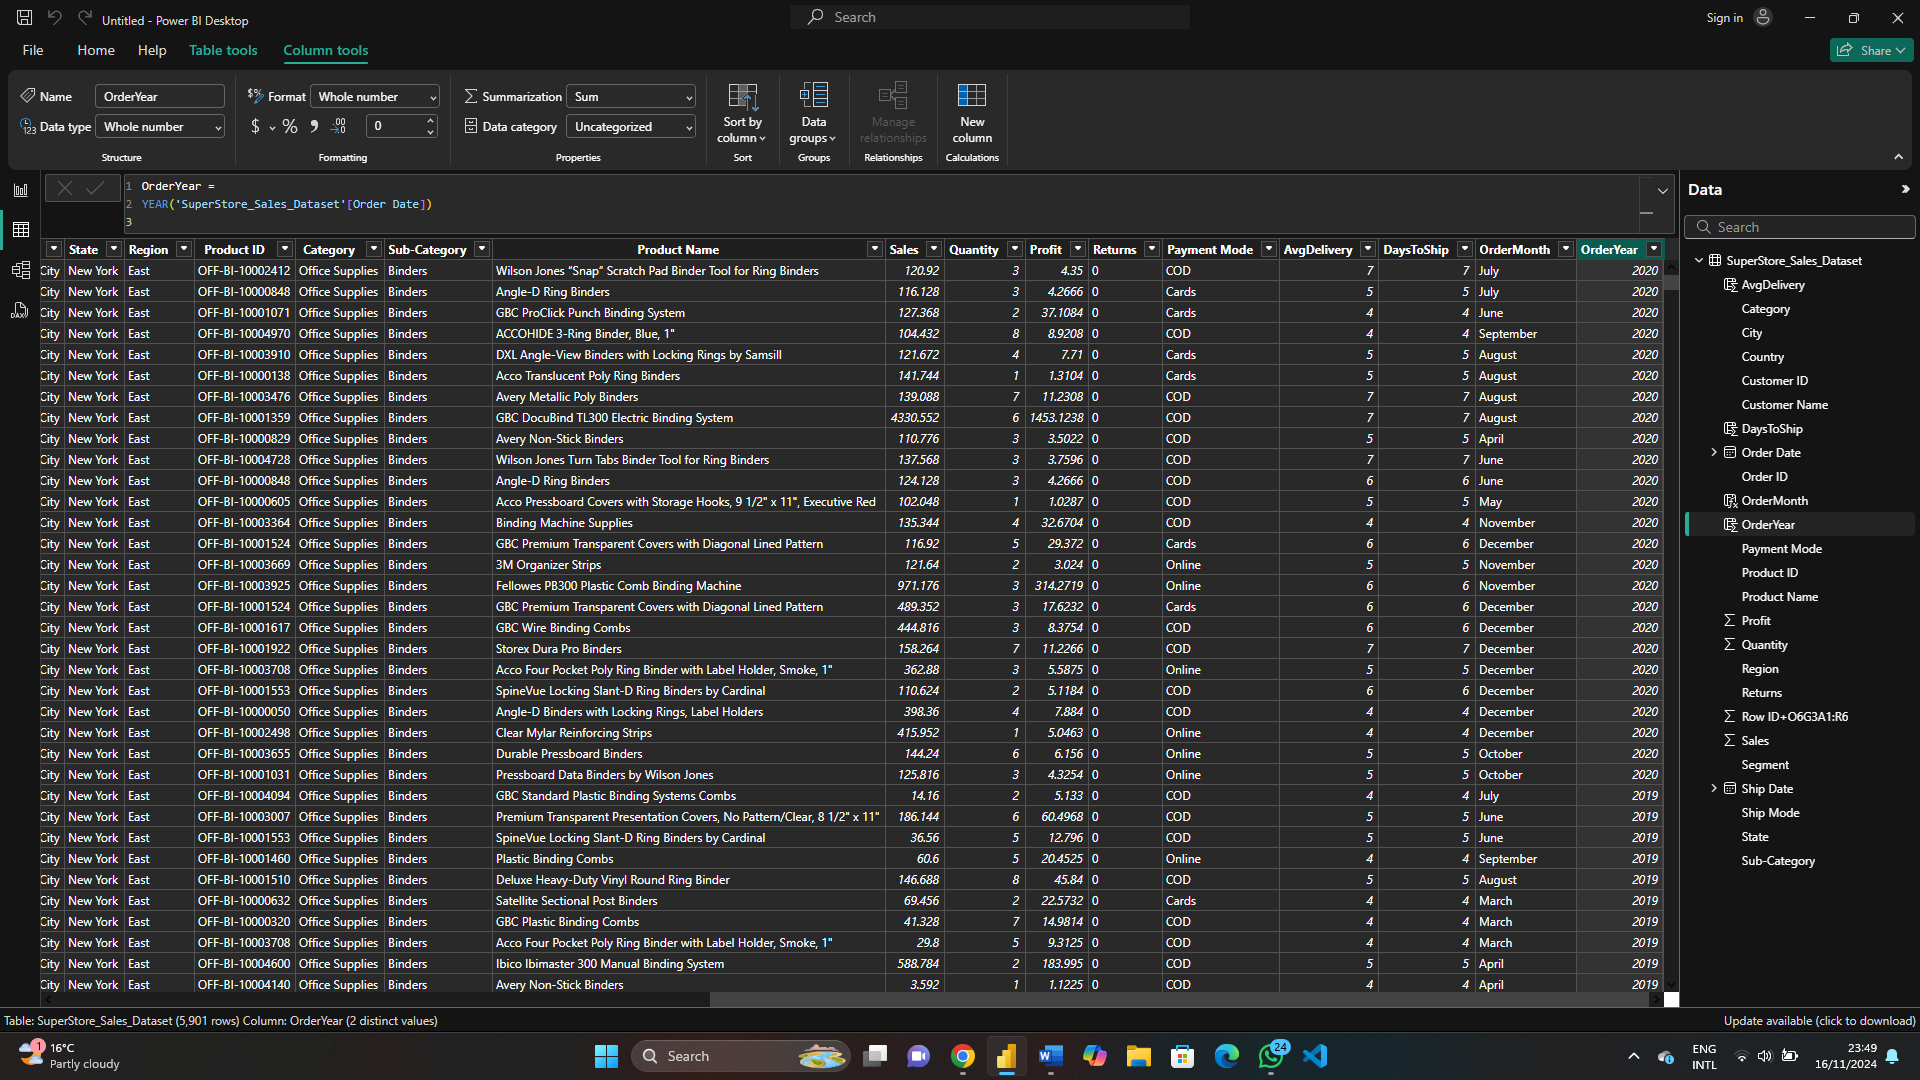 Untitled - Power BI Desktop
Search
Sign in
File Home Help Table tools Column tools
Share
Name OrderYear
Data type Whole number
Structure
Format Whole number
$ % 0
Formatting
Summarization Sum
Data category Uncategorized
Properties
Sort by column
Sort
Data groups
Groups
Manage relationships
Relationships
New column
Calculations
1 OrderYear =
2 YEAR('SuperStore_Sales_Dataset'[Order Date])
3
State Region Product ID Category Sub-Category Product Name Sales Quantity Profit Returns Payment Mode AvgDelivery DaysToShip OrderMonth OrderYear
City New York East OFF-BI-10002412 Office Supplies Binders Wilson Jones “Snap” Scratch Pad Binder Tool for Ring Binders 120.92 3 4.35 0 COD 7 7 July 2020
City New York East OFF-BI-10000848 Office Supplies Binders Angle-D Ring Binders 116.128 3 4.2666 0 Cards 5 5 July 2020
City New York East OFF-BI-10001071 Office Supplies Binders GBC ProClick Punch Binding System 127.368 2 37.1084 0 Cards 4 4 June 2020
City New York East OFF-BI-10004970 Office Supplies Binders ACCOHIDE 3-Ring Binder, Blue, 1" 104.432 8 8.9208 0 COD 4 4 September 2020
City New York East OFF-BI-10003910 Office Supplies Binders DXL Angle-View Binders with Locking Rings by Samsill 121.672 4 7.71 0 Cards 5 5 August 2020
City New York East OFF-BI-10000138 Office Supplies Binders Acco Translucent Poly Ring Binders 141.744 1 1.3104 0 Cards 5 5 August 2020
City New York East OFF-BI-10003476 Office Supplies Binders Avery Metallic Poly Binders 139.088 7 11.2308 0 COD 7 7 August 2020
City New York East OFF-BI-10001359 Office Supplies Binders GBC DocuBind TL300 Electric Binding System 4330.552 6 1453.1238 0 COD 7 7 August 2020
City New York East OFF-BI-10000829 Office Supplies Binders Avery Non-Stick Binders 110.776 3 3.5022 0 COD 5 5 April 2020
City New York East OFF-BI-10004728 Office Supplies Binders Wilson Jones Turn Tabs Binder Tool for Ring Binders 137.568 3 3.7596 0 COD 7 7 June 2020
City New York East OFF-BI-10000848 Office Supplies Binders Angle-D Ring Binders 124.128 3 4.2666 0 COD 6 6 June 2020
City New York East OFF-BI-10000605 Office Supplies Binders Acco Pressboard Covers with Storage Hooks, 9 1/2" x 11", Executive Red 102.048 1 1.0287 0 COD 5 5 May 2020
City New York East OFF-BI-10003364 Office Supplies Binders Binding Machine Supplies 135.344 4 32.6704 0 COD 4 4 November 2020
City New York East OFF-BI-10001524 Office Supplies Binders GBC Premium Transparent Covers with Diagonal Lined Pattern 116.92 5 29.372 0 Cards 6 6 December 2020
City New York East OFF-BI-10003669 Office Supplies Binders 3M Organizer Strips 121.64 2 3.024 0 Online 5 5 November 2020
City New York East OFF-BI-10003925 Office Supplies Binders Fellowes PB300 Plastic Comb Binding Machine 971.176 3 314.2719 0 Online 6 6 November 2020
City New York East OFF-BI-10001524 Office Supplies Binders GBC Premium Transparent Covers with Diagonal Lined Pattern 489.352 3 17.6232 0 Cards 6 6 December 2020
City New York East OFF-BI-10001617 Office Supplies Binders GBC Wire Binding Combs 444.816 3 8.3754 0 COD 6 6 December 2020
City New York East OFF-BI-10001922 Office Supplies Binders Storex Dura Pro Binders 158.264 7 11.2266 0 COD 7 7 December 2020
City New York East OFF-BI-10003708 Office Supplies Binders Acco Four Pocket Poly Ring Binder with Label Holder, Smoke, 1" 362.88 3 5.5875 0 Online 5 5 December 2020
City New York East OFF-BI-10001553 Office Supplies Binders SpineVue Locking Slant-D Ring Binders by Cardinal 110.624 2 5.1184 0 COD 6 6 December 2020
City New York East OFF-BI-10000050 Office Supplies Binders Angle-D Binders with Locking Rings, Label Holders 398.36 4 7.884 0 COD 4 4 December 2020
City New York East OFF-BI-10002498 Office Supplies Binders Clear Mylar Reinforcing Strips 415.952 1 5.0463 0 Online 4 4 December 2020
City New York East OFF-BI-10003655 Office Supplies Binders Durable Pressboard Binders 144.24 6 6.156 0 Online 5 5 October 2020
City New York East OFF-BI-10001031 Office Supplies Binders Pressboard Data Binders by Wilson Jones 125.816 3 4.3254 0 Online 5 5 October 2020
City New York East OFF-BI-10004094 Office Supplies Binders GBC Standard Plastic Binding Systems Combs 14.16 2 5.133 0 COD 4 4 July 2019
City New York East OFF-BI-10003007 Office Supplies Binders Premium Transparent Presentation Covers, No Pattern/Clear, 8 1/2" x 11" 186.144 6 60.4968 0 COD 5 5 June 2019
City New York East OFF-BI-10001553 Office Supplies Binders SpineVue Locking Slant-D Ring Binders by Cardinal 36.56 5 12.796 0 COD 5 5 June 2019
City New York East OFF-BI-10001460 Office Supplies Binders Plastic Binding Combs 60.6 5 20.4525 0 Online 4 4 September 2019
City New York East OFF-BI-10001510 Office Supplies Binders Deluxe Heavy-Duty Vinyl Round Ring Binder 146.688 8 45.84 0 COD 5 5 August 2019
City New York East OFF-BI-10000632 Office Supplies Binders Satellite Sectional Post Binders 69.456 2 22.5732 0 Cards 4 4 March 2019
City New York East OFF-BI-10000320 Office Supplies Binders GBC Plastic Binding Combs 41.328 7 14.9814 0 COD 4 4 March 2019
City New York East OFF-BI-10003708 Office Supplies Binders Acco Four Pocket Poly Ring Binder with Label Holder, Smoke, 1" 29.8 5 9.3125 0 COD 4 4 March 2019
City New York East OFF-BI-10004600 Office Supplies Binders Ibico Ibimaster 300 Manual Binding System 588.784 2 183.995 0 COD 5 5 April 2019
City New York East OFF-BI-10004140 Office Supplies Binders Avery Non-Stick Binders 3.592 1 1.1225 0 COD 4 4 April 2019
Data
Search
SuperStore_Sales_Dataset
AvgDelivery
Category
City
Country
Customer ID
Customer Name
DaysToShip
Order Date
Order ID
OrderMonth
OrderYear
Payment Mode
Product ID
Product Name
Profit
Quantity
Region
Returns
Row ID+O6G3A1:R6
Sales
Segment
Ship Date
Ship Mode
State
Sub-Category
Table: SuperStore_Sales_Dataset (5,901 rows) Column: OrderYear (2 distinct values)
Update available (click to download)
1
16°C
Partly cloudy
Search
24
ENG
INTL
23:49
16/11/2024